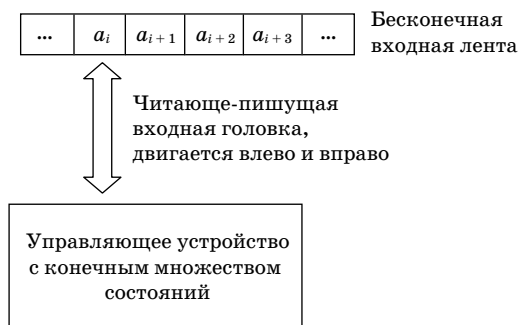 Бесконечная
входная лента
... a_i a_{i+1} a_{i+2} a_{i+3} ...
Читающе-пишущая
входная головка,
двигается влево и вправо
Управляющее устройство
с конечным множеством
состояний